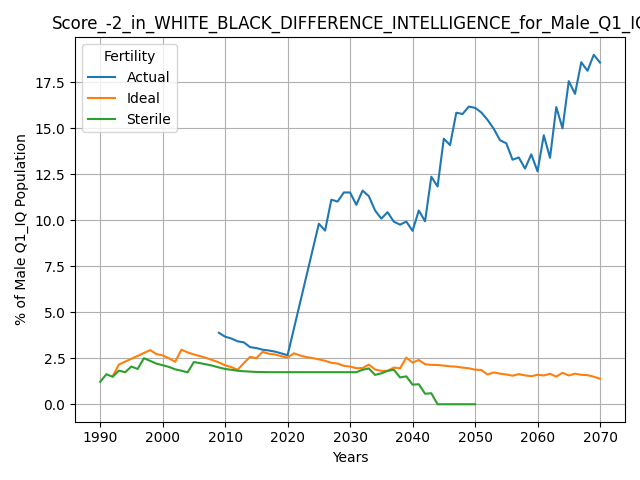 Score_-2_in_WHITE_BLACK_DIFFERENCE_INTELLIGENCE_for_Male_Q1_IQ
Fertility
Actual
Ideal
Sterile
% of Male Q1_IQ Population
17.5
15.0
12.5
10.0
7.5
5.0
2.5
0.0
1990 2000 2010 2020 2030 2040 2050 2060 2070
Years